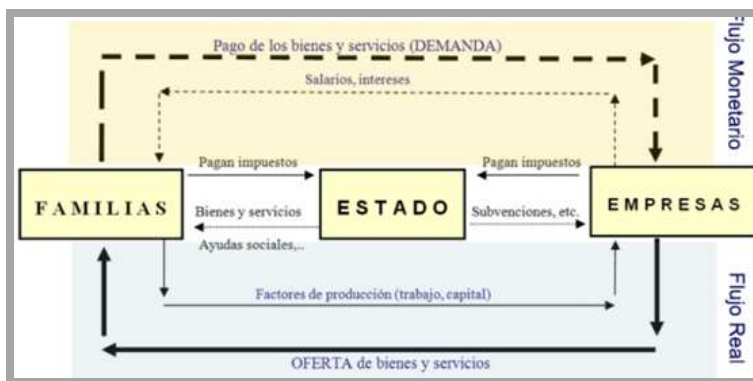 Pago de los bienes y servicios (DEMANDA)
Salarios, intereses
Flujo Monetario
Pagan impuestos
Pagan impuestos
FAMILIAS
ESTADO
EMPRESAS
Bienes y servicios
Subvenciones, etc.
Ayudas sociales,..
Factores de producción (trabajo, capital)
Flujo Real
OFERTA de bienes y servicios